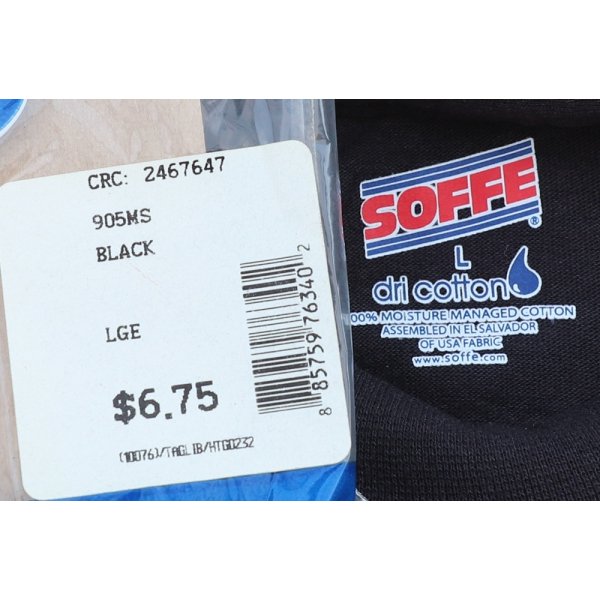 CRC: 2467647
905MS
BLACK
LGE
$6.75
8 85759 76340 2
(10076)/TAGLIB/HTG0232
SOFFE®
L
dri cotton
00% MOISTURE MANAGED COTTON
ASSEMBLED IN EL SALVADOR
OF USA FABRIC
www.soffe.com